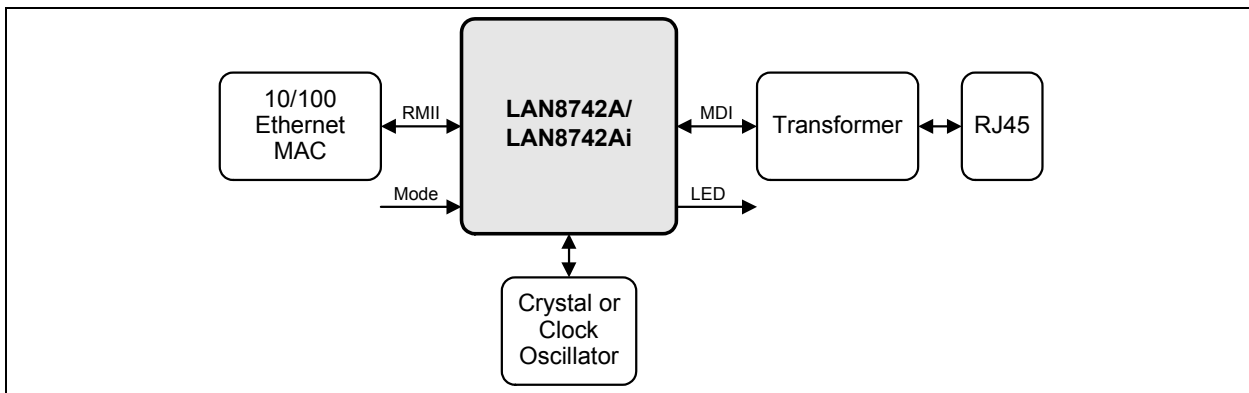 10/100
Ethernet
MAC
RMII
Mode
LAN8742A/
LAN8742Ai
MDI
LED
Transformer
RJ45
Crystal or
Clock
Oscillator